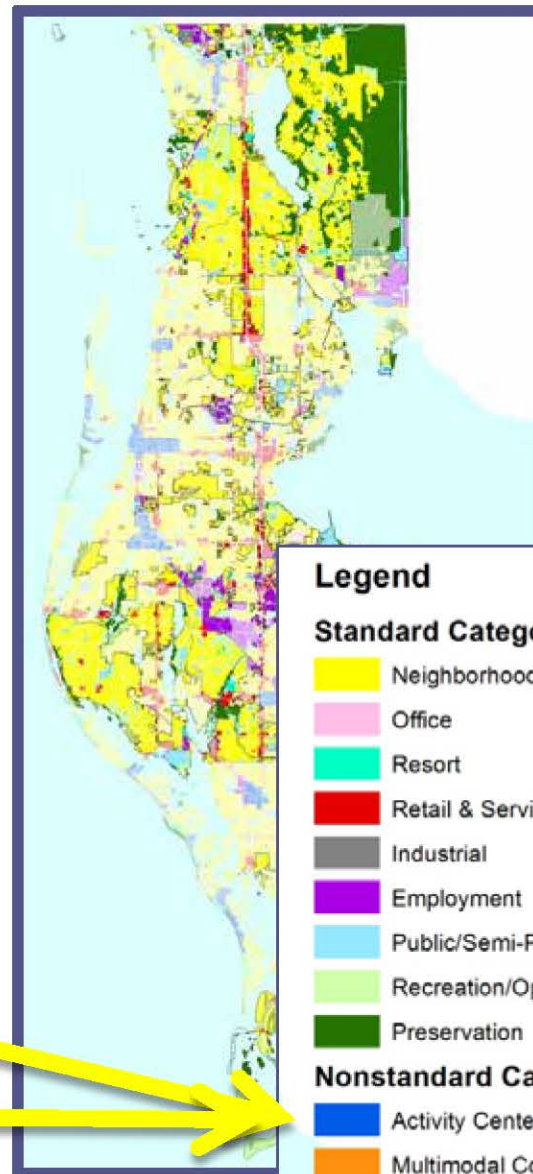 Legend
Standard Catego
Neighborhood
Office
Resort
Retail & Servi
Industrial
Employment
Public/Semi-P
Recreation/Op
Preservation
Nonstandard Ca
Activity Cente
Multimodal Co